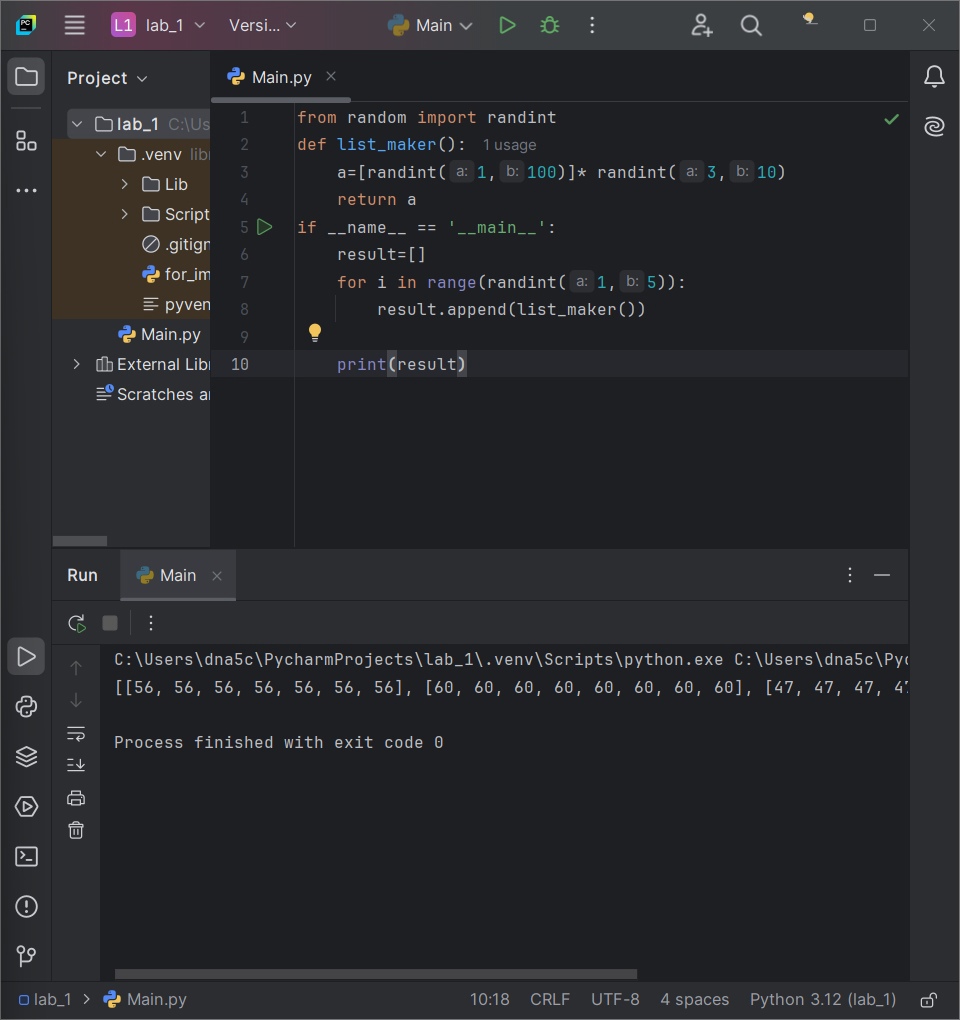 L1 lab_1 Versi... Main
Project
Main.py
lab_1 C:\Us
.venv libr
Lib
Script
.gitign
for_im
pyven
Main.py
External Libr
Scratches ar
1 from random import randint
2 def list_maker(): 1 usage
3 a=[randint( a: 1, b: 100)]* randint( a: 3, b: 10)
4 return a
5 if __name__ == '__main__':
6 result=[]
7 for i in range(randint( a: 1, b: 5)):
8 result.append(list_maker())
9
10 print(result)
Run Main
C:\Users\dna5c\PycharmProjects\lab_1\.venv\Scripts\python.exe C:\Users\dna5c\Pyc
[[56, 56, 56, 56, 56, 56, 56], [60, 60, 60, 60, 60, 60, 60, 60], [47, 47, 47, 47
Process finished with exit code 0
lab_1 > Main.py 10:18 CRLF UTF-8 4 spaces Python 3.12 (lab_1)